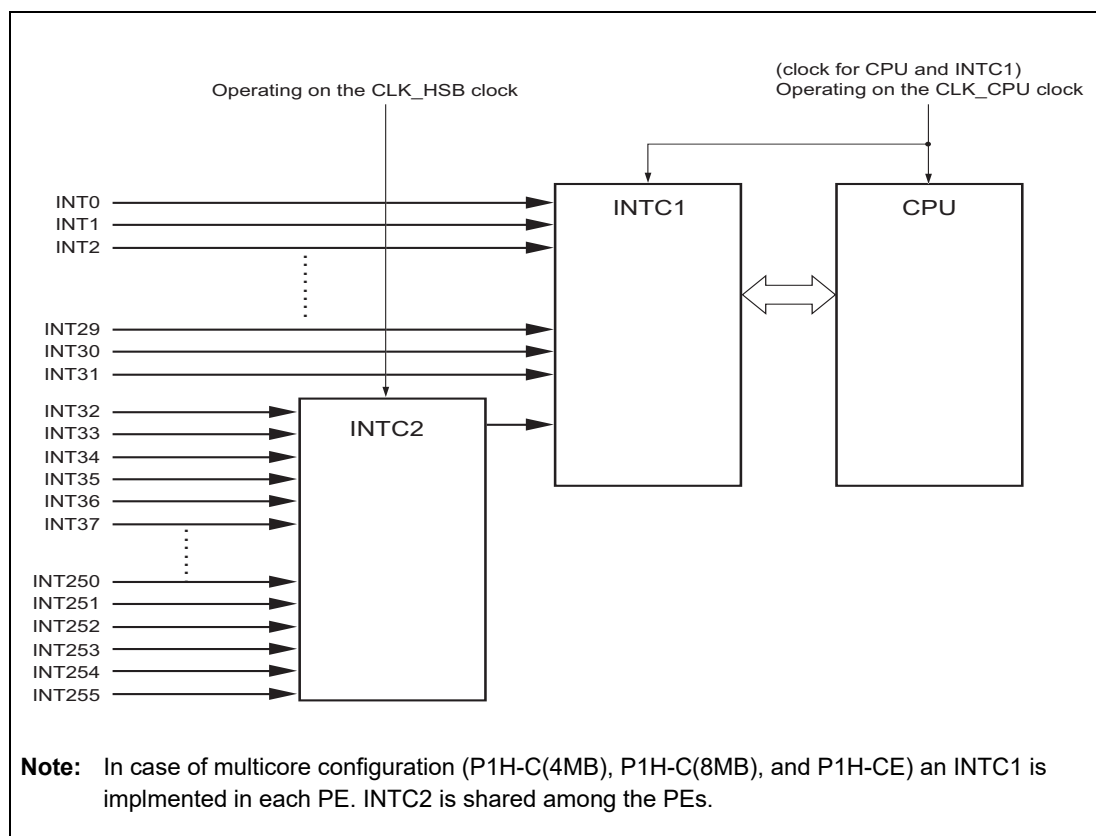 (clock for CPU and INTC1)
Operating on the CLK_HSB clock
Operating on the CLK_CPU clock
INT0
INT1
INT2
INTC1
CPU
INT29
INT30
INT31
INT32
INT33
INT34
INT35
INT36
INT37
INTC2
INT250
INT251
INT252
INT253
INT254
INT255
Note: In case of multicore configuration (P1H-C(4MB), P1H-C(8MB), and P1H-CE) an INTC1 is
implmented in each PE. INTC2 is shared among the PEs.